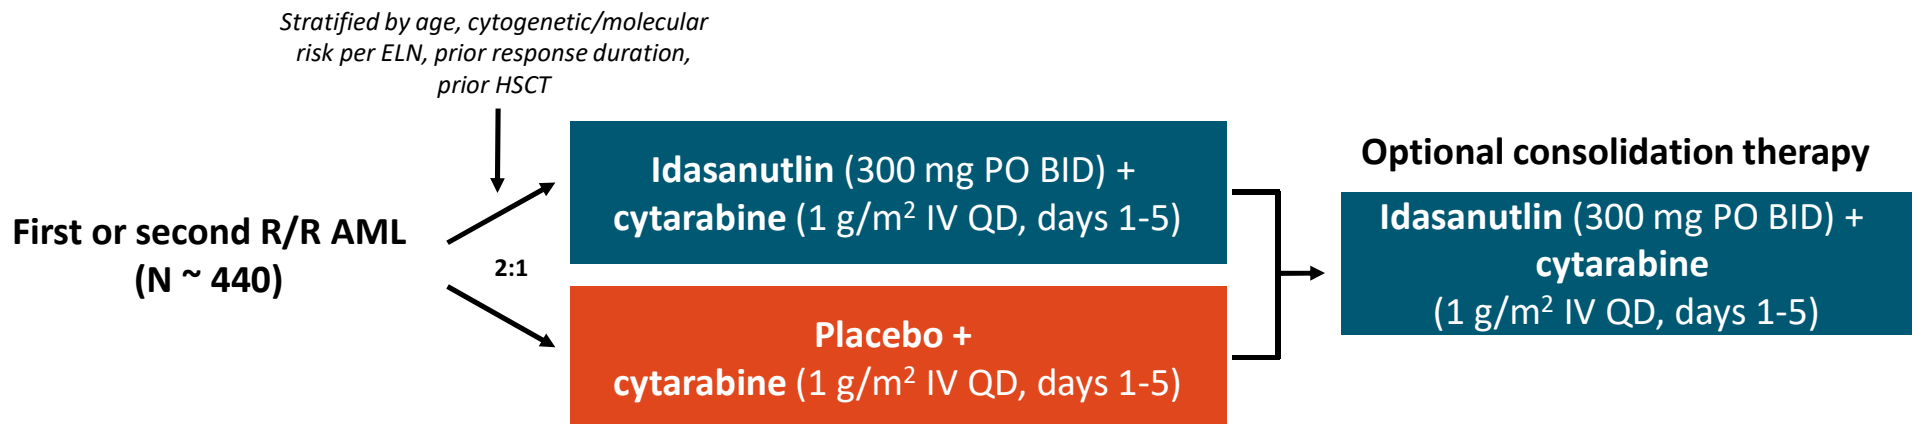 Stratified by age, cytogenetic/molecular
risk per ELN, prior response duration,
prior HSCT
First or second R/R AML
(N ~ 440)
2:1
Idasanutlin (300 mg PO BID) +
cytarabine (1 g/m² IV QD, days 1-5)
Placebo +
cytarabine (1 g/m² IV QD, days 1-5)
Optional consolidation therapy
Idasanutlin (300 mg PO BID) +
cytarabine
(1 g/m² IV QD, days 1-5)